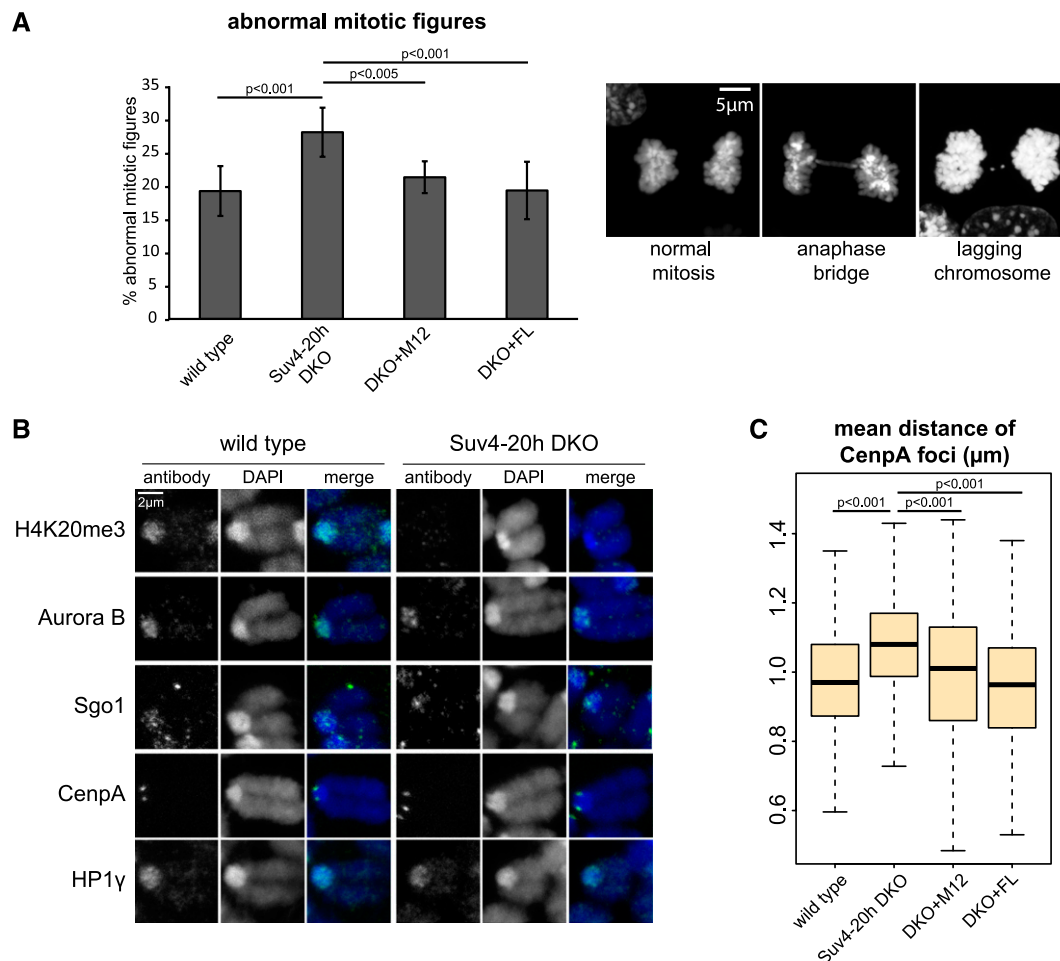 A
abnormal mitotic figures
p<0.001
p<0.005
p<0.001
35
30
25
20
15
10
5
0
% abnormal mitotic figures
wild type
Suv4-20h
DKO
DKO+M12
DKO+FL
5µm
normal
mitosis
anaphase
bridge
lagging
chromosome
B
wild type
Suv4-20h DKO
antibody DAPI merge antibody DAPI merge
2µm
H4K20me3
Aurora B
Sgo1
CenpA
HP1γ
C
mean distance of
CenpA foci (µm)
p<0.001
p<0.001 p<0.001
1.4
1.2
1.0
0.8
0.6
wild type
Suv4-20h DKO
DKO+M12
DKO+FL